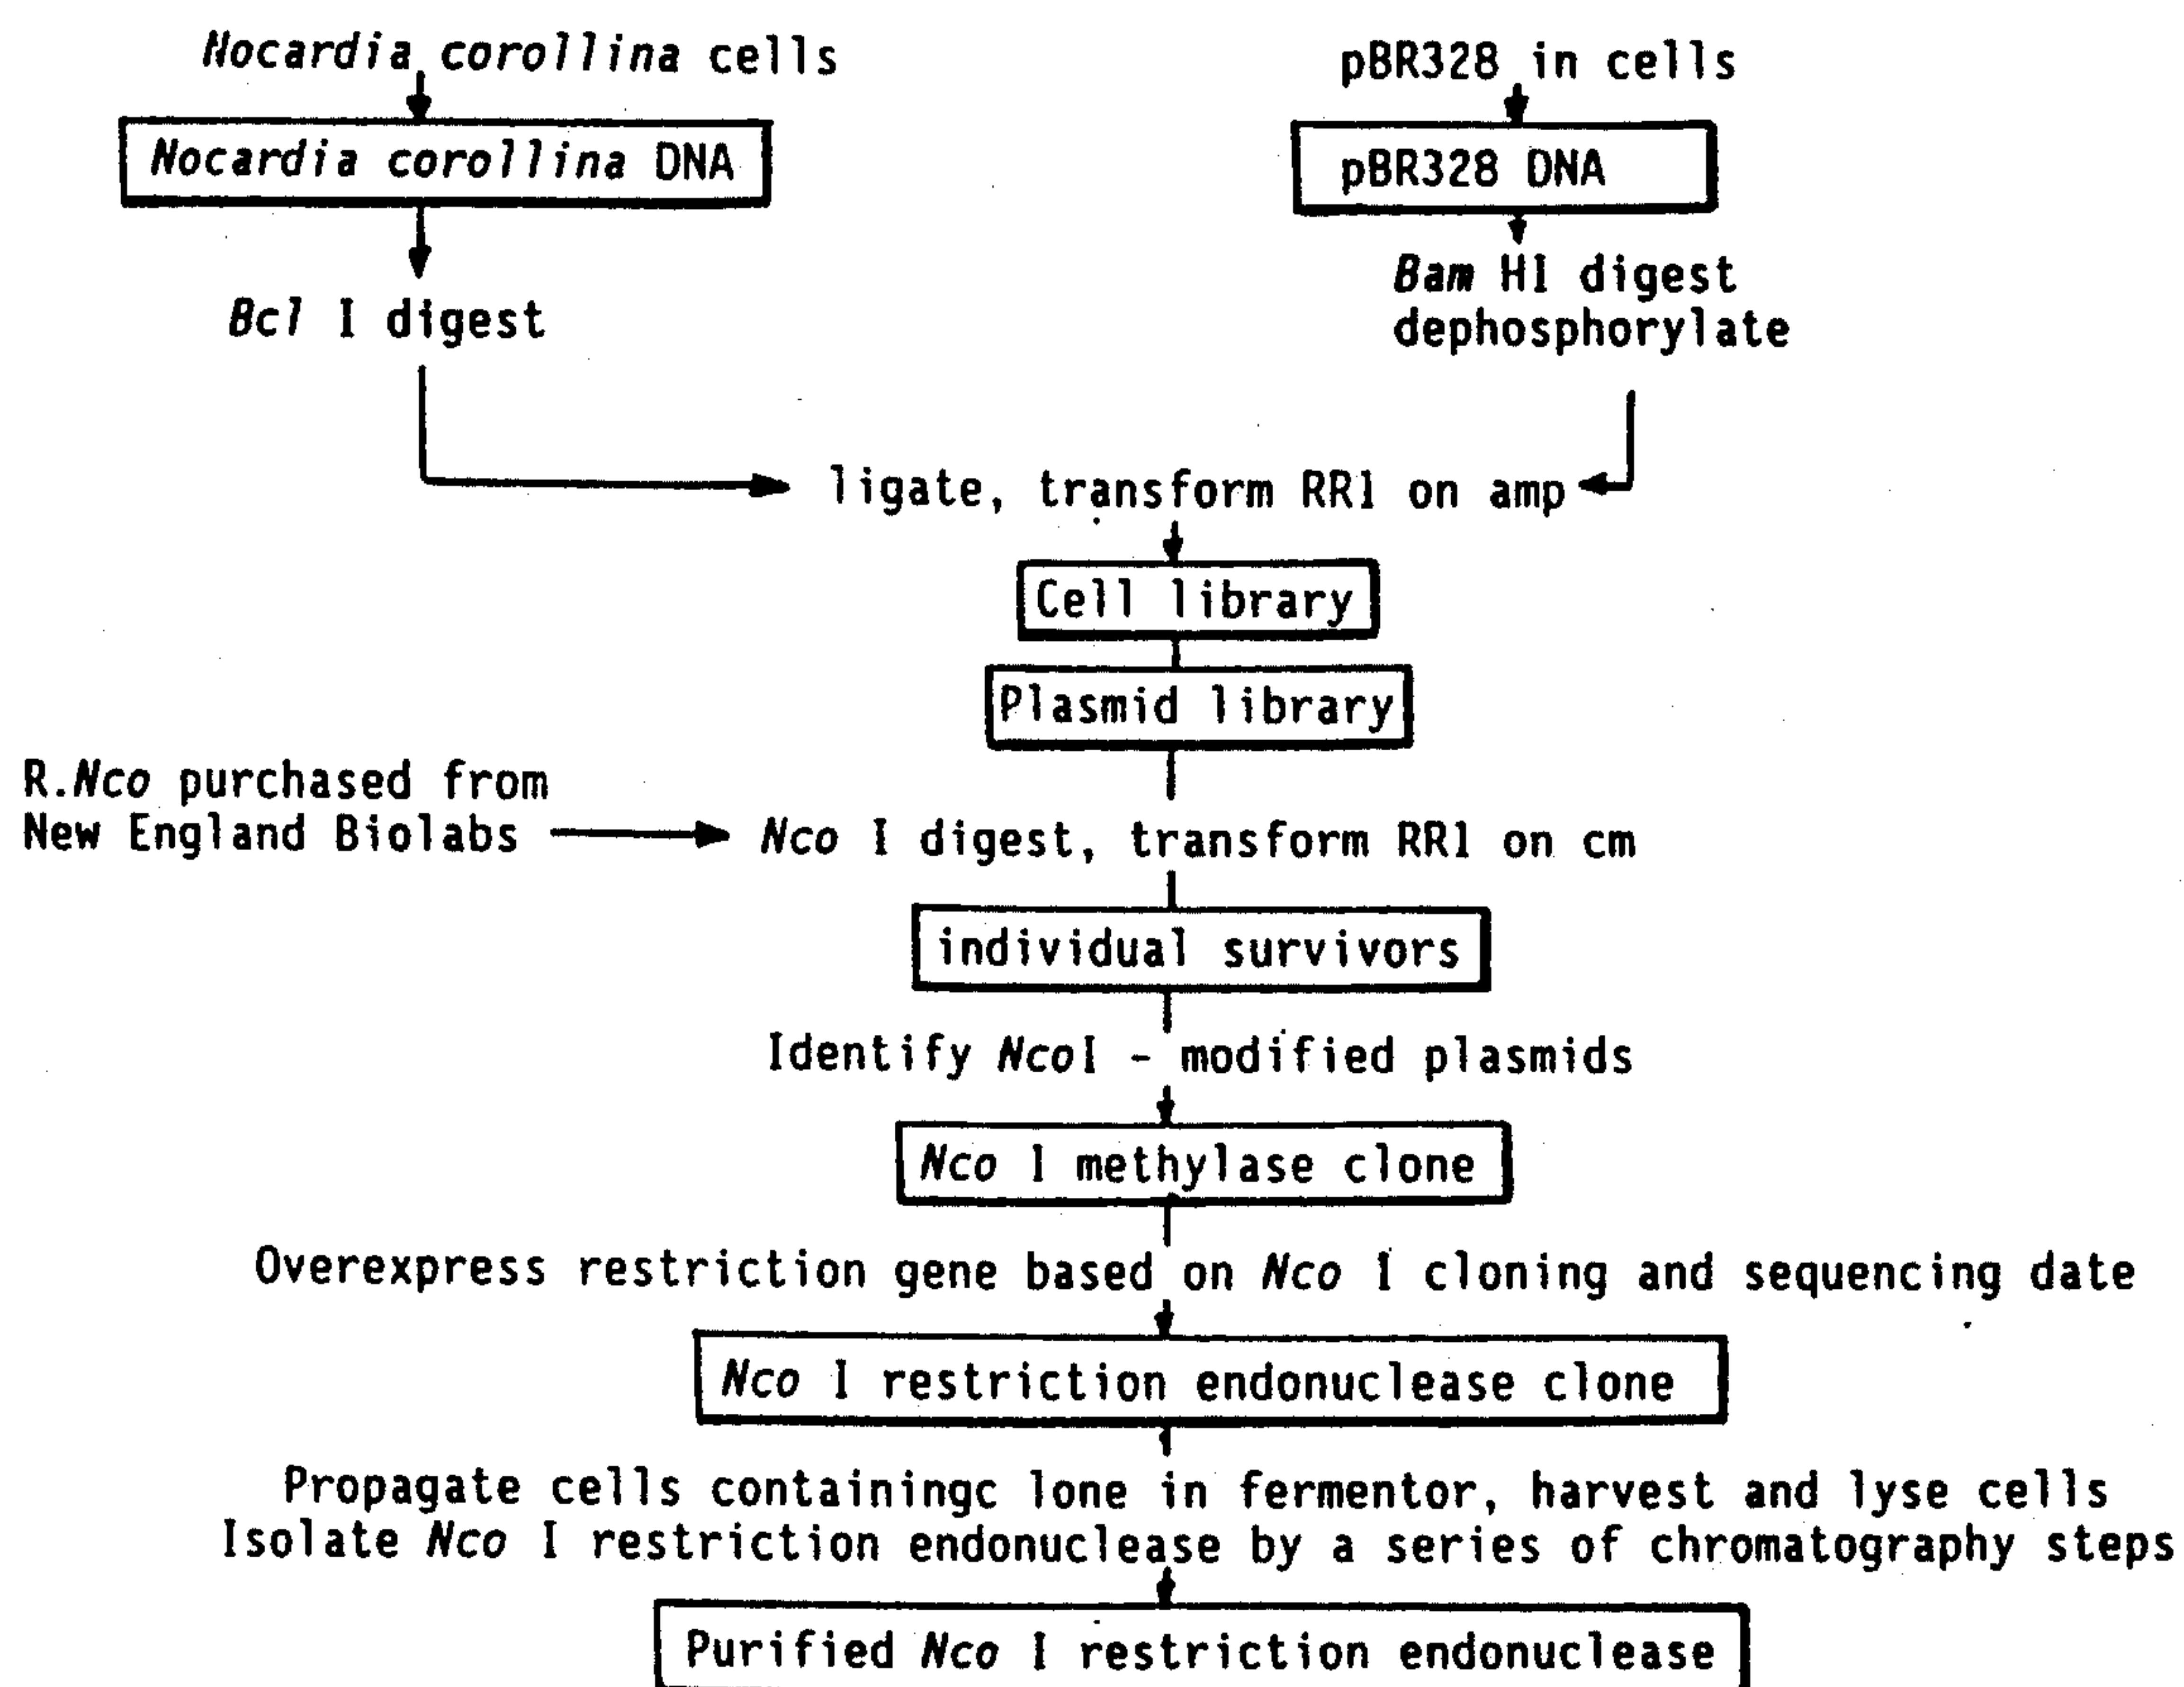 Nocardia corollina cells
pBR328 in cells
Nocardia corollina DNA
pBR328 DNA
Bcl I digest
Bam HI digest
dephosphorylate
ligate, transform RR1 on amp
Cell library
Plasmid library
R.Nco purchased from
New England Biolabs
Nco I digest, transform RR1 on cm
individual survivors
Identify NcoI - modified plasmids
Nco I methylase clone
Overexpress restriction gene based on Nco I cloning and sequencing date
Nco I restriction endonuclease clone
Propagate cells containingc lone in fermentor, harvest and lyse cells
Isolate Nco I restriction endonuclease by a series of chromatography steps
Purified Nco I restriction endonuclease